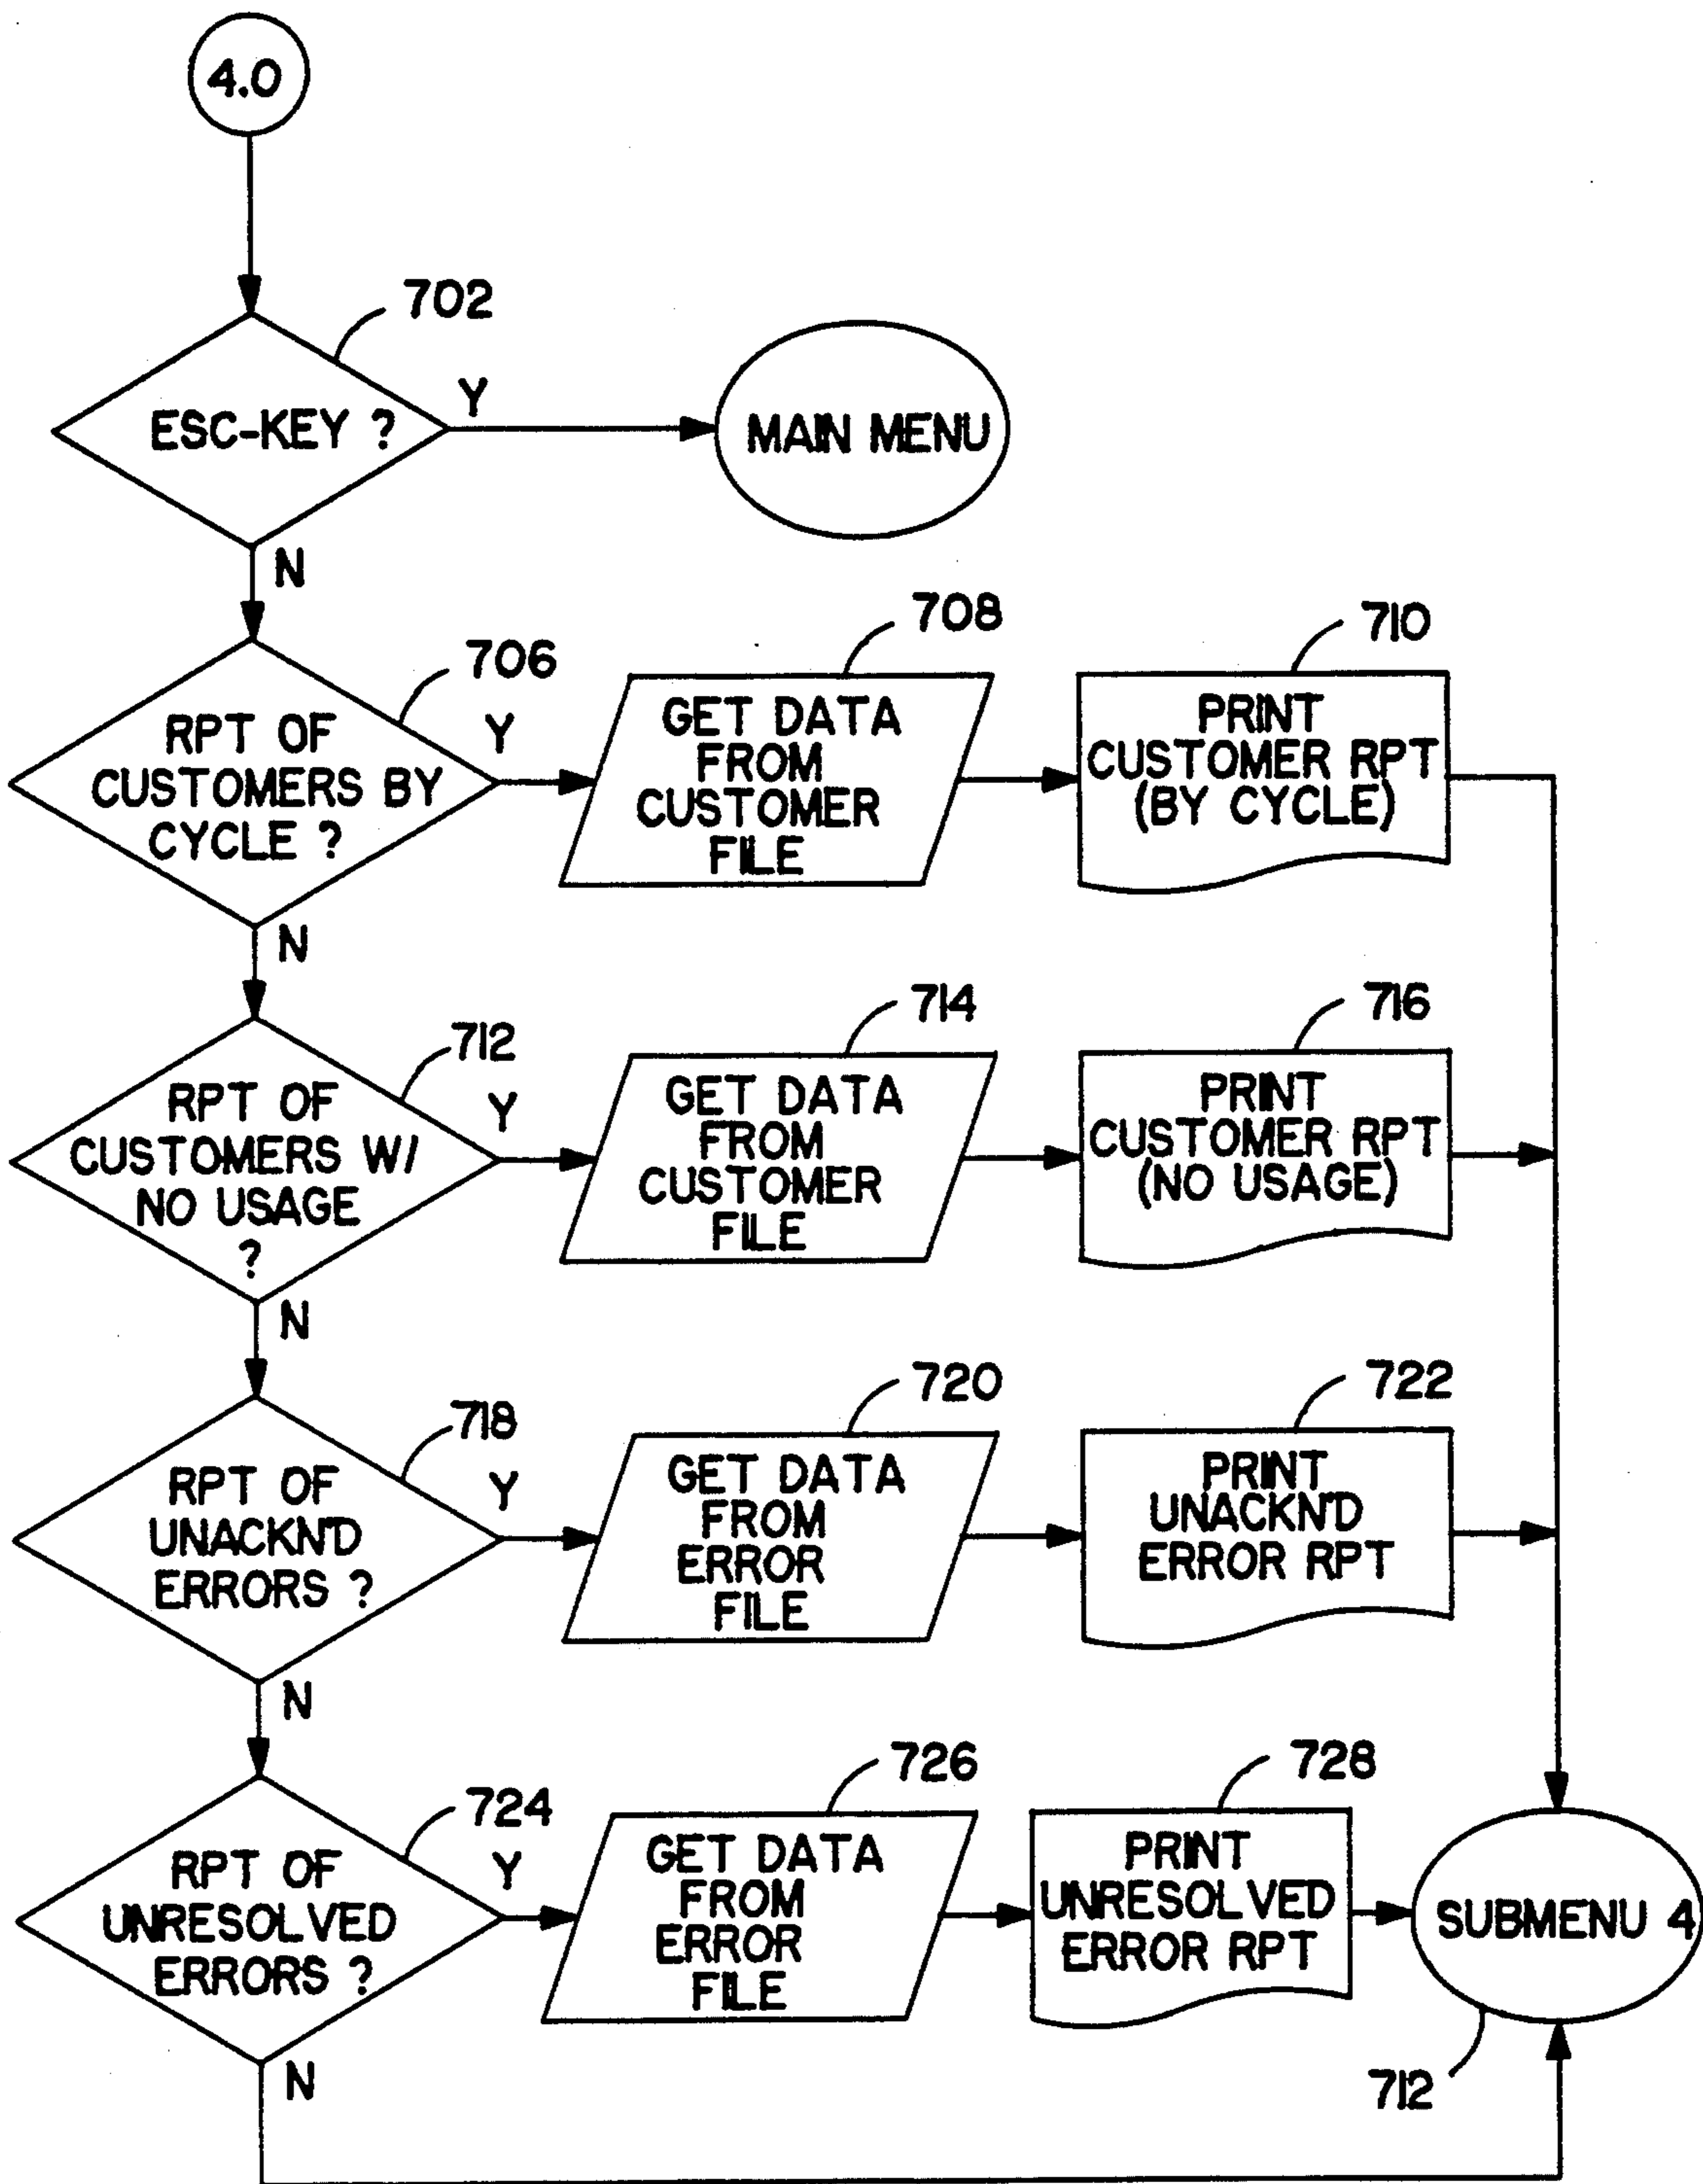 4.0
702
ESC-KEY ?
Y
MAIN MENU
N
706
RPT OF
CUSTOMERS BY
CYCLE ?
Y
708
GET DATA
FROM
CUSTOMER
FILE
710
PRINT
CUSTOMER RPT
(BY CYCLE)
N
712
RPT OF
CUSTOMERS W/
NO USAGE
?
Y
714
GET DATA
FROM
CUSTOMER
FILE
716
PRINT
CUSTOMER RPT
(NO USAGE)
N
718
RPT OF
UNACKN'D
ERRORS ?
Y
720
GET DATA
FROM
ERROR
FILE
722
PRINT
UNACKN'D
ERROR RPT
N
724
RPT OF
UNRESOLVED
ERRORS ?
Y
726
GET DATA
FROM
ERROR
FILE
728
PRINT
UNRESOLVED
ERROR RPT
SUBMENU 4
712
N